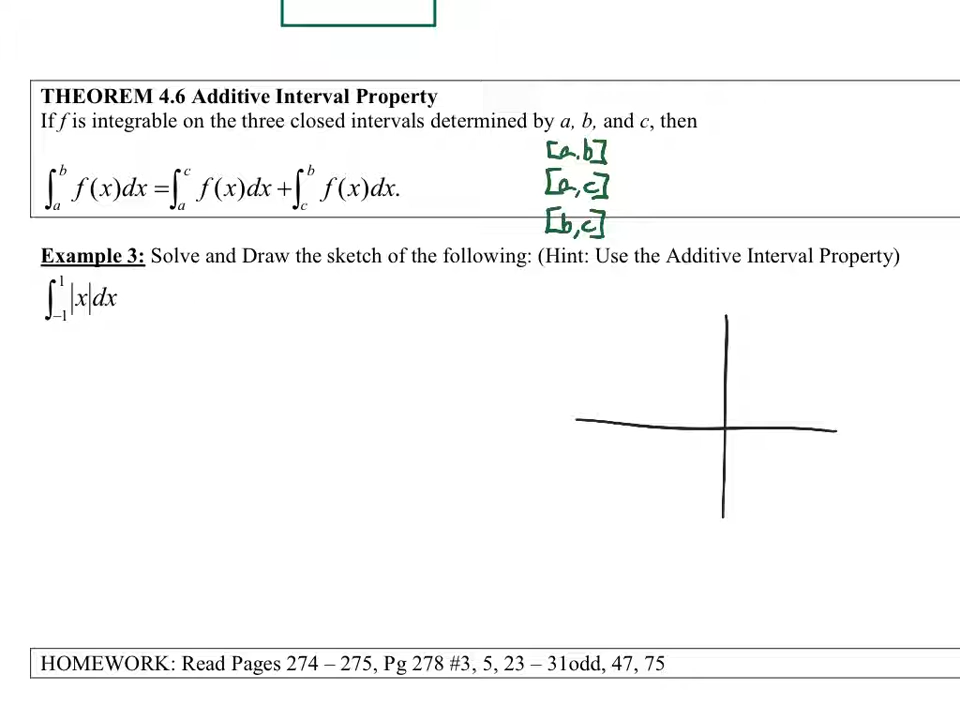 THEOREM 4.6 Additive Interval Property
If f is integrable on the three closed intervals determined by a, b, and c, then
[a,b]
∫_a^b f(x)dx = ∫_a^c f(x)dx + ∫_c^b f(x)dx.
[a,c]
[b,c]
Example 3: Solve and Draw the sketch of the following: (Hint: Use the Additive Interval Property)
∫_{-1}^1 |x|dx
HOMEWORK: Read Pages 274 – 275, Pg 278 #3, 5, 23 – 31odd, 47, 75